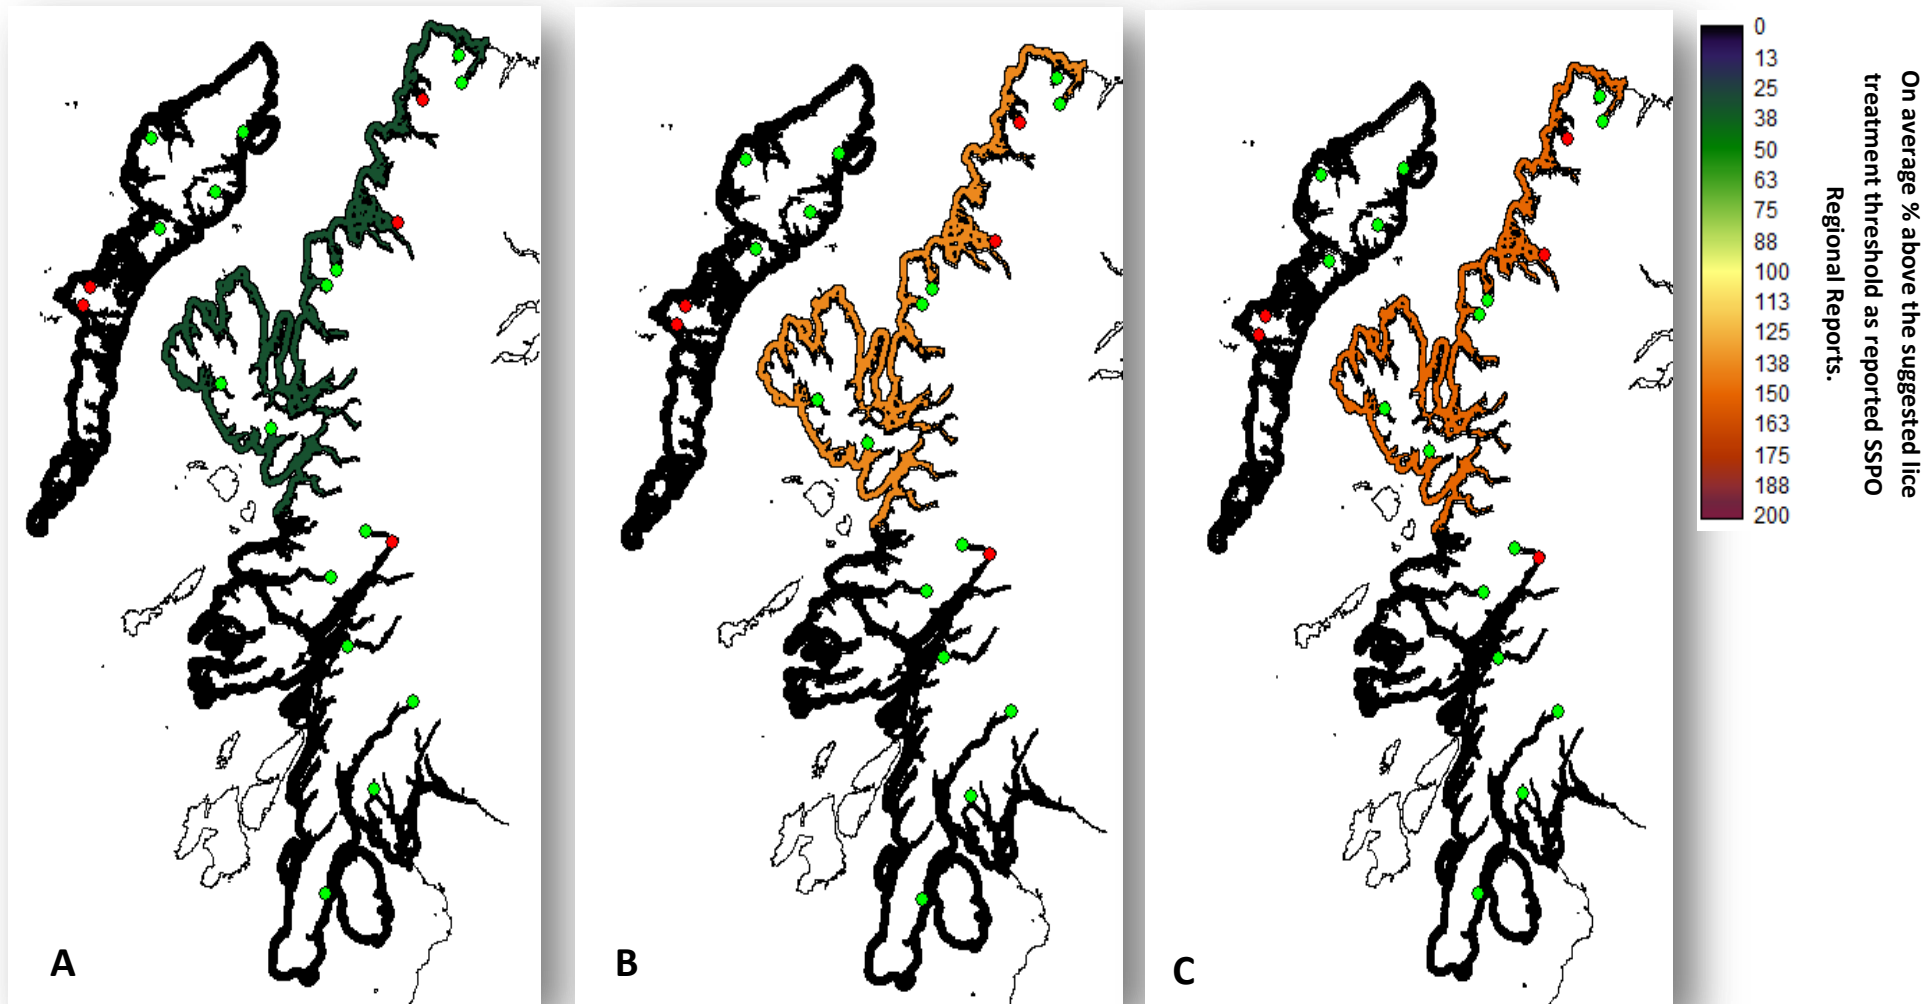 A
B
C
0
13
25
38
50
63
75
88
100
113
125
138
150
163
175
188
200
On average % above the suggested lice
treatment threshold as reported SSPO
Regional Reports.